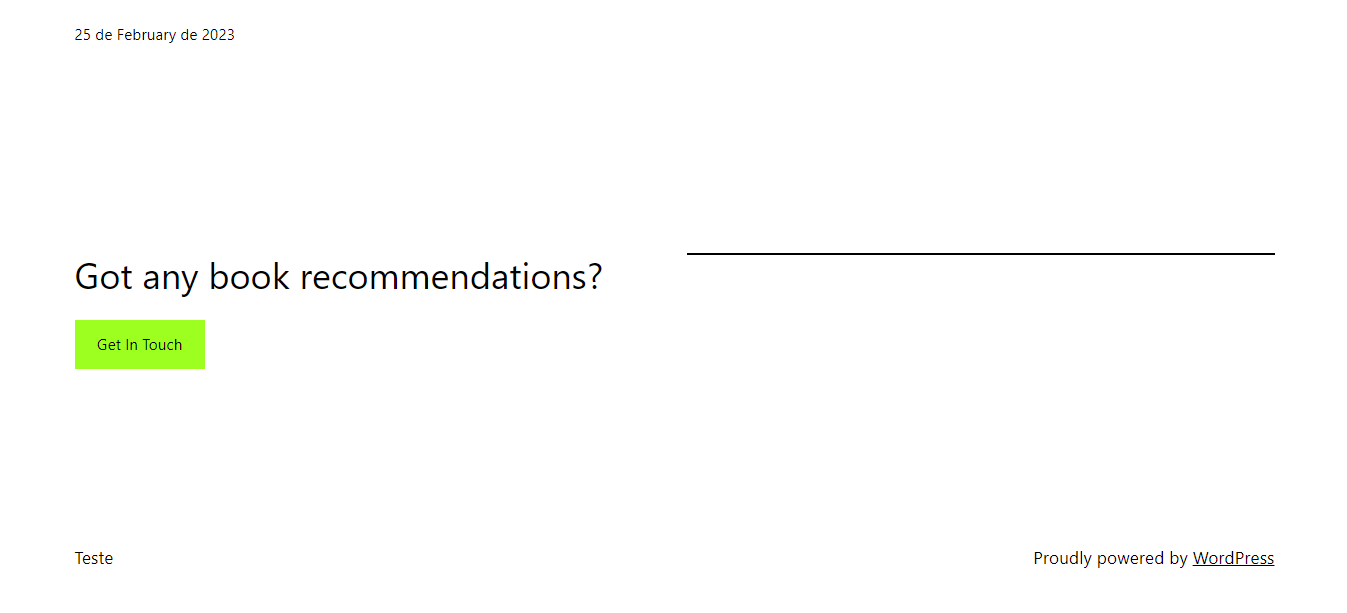 25 de February de 2023
Got any book recommendations?
Get In Touch
Teste
Proudly powered by WordPress